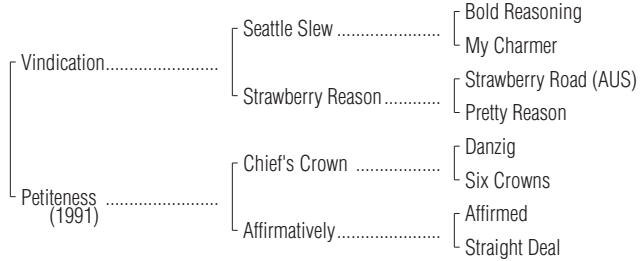 Bold Reasoning
Seattle Slew ......................
My Charmer
Vindication........................
Strawberry Road (AUS)
Strawberry Reason............
Pretty Reason
Danzig
Chief's Crown ..................
Six Crowns
Petiteness ........................
(1991)
Affirmed
Affirmatively......................
Straight Deal